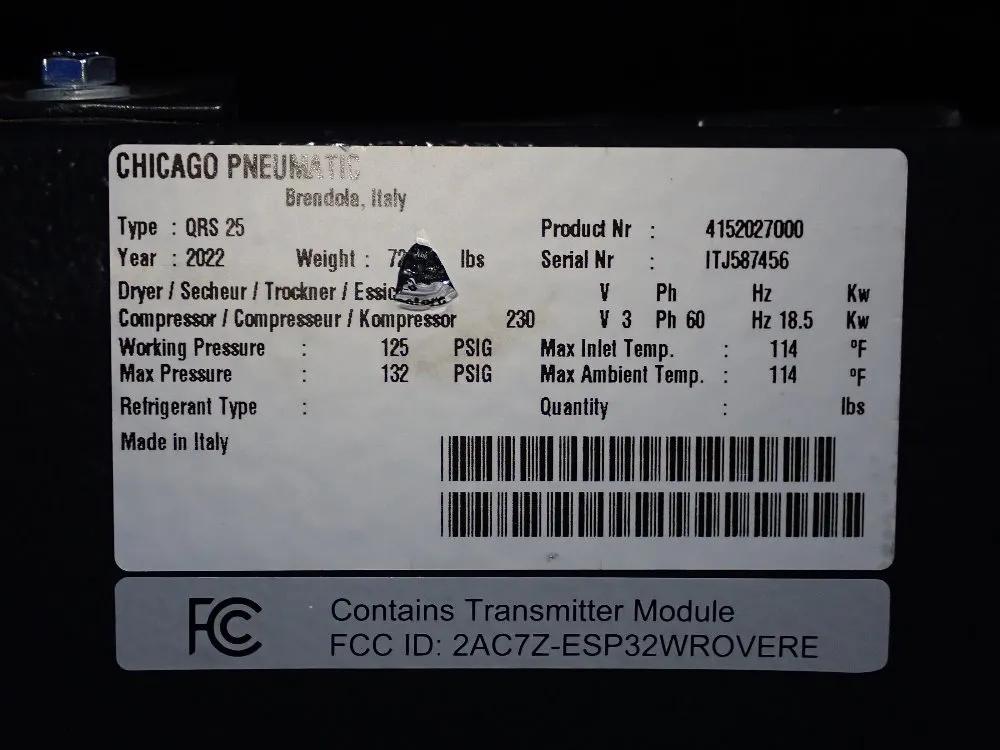 CHICAGO PNEUMATIC
Brendola, Italy
Type : QRS 25 Product Nr : 4152027000
Year : 2022 Weight : lbs Serial Nr : ITJ587456
Dryer / Secheur / Trockner / V Ph Hz Kw
Compressor / Compresseur / Kompressor 230 V 3 Ph 60 Hz 18.5 Kw
Working Pressure : 125 PSIG Max Inlet Temp. : 114 °F
Max Pressure : 132 PSIG Max Ambient Temp. : 114 °F
Refrigerant Type : Quantity : lbs
Made in Italy
FC Contains Transmitter Module
FCC ID: 2AC7Z-ESP32WROVERE